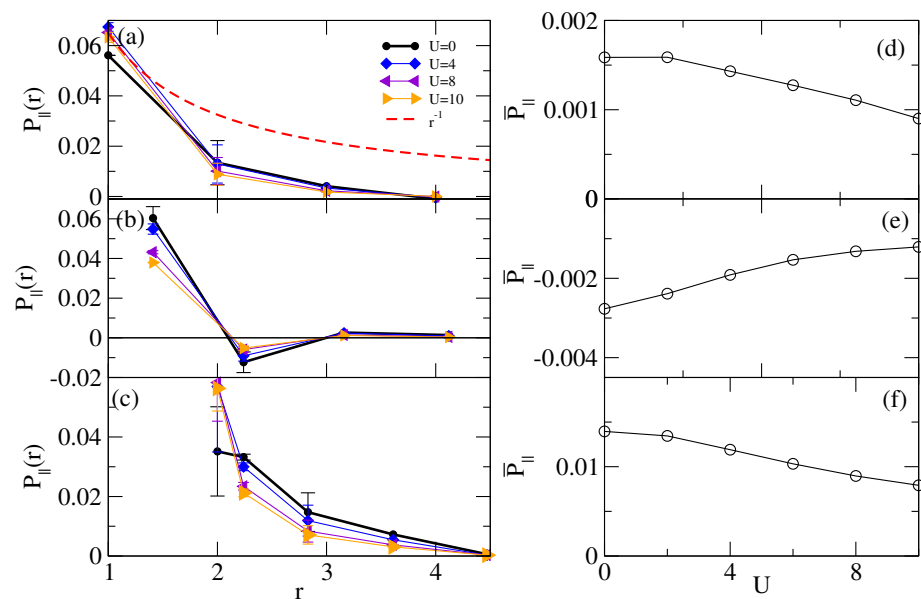 0.06
0.04
0.02
0
P∥(r)
(a)
U=0
U=4
U=8
U=10
r⁻¹
0.06
0.04
0.02
0
-0.02
P∥(r)
(b)
0.04
0.02
0
P∥(r)
(c)
1
2
3
4
r
0.002
0.001
0
P̅∥
(d)
-0.002
-0.004
P̅∥
(e)
0.01
0
P̅∥
(f)
0
4
8
U